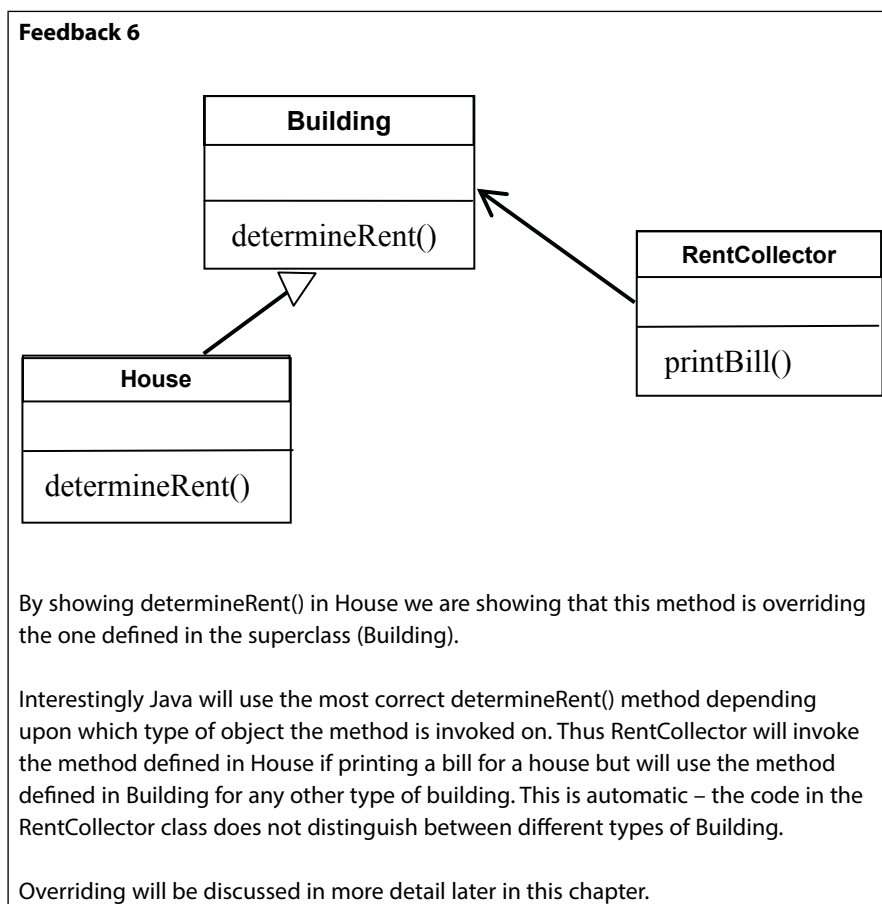 Feedback 6
Building
determineRent()
RentCollector
printBill()
House
determineRent()
By showing determineRent() in House we are showing that this method is overriding
the one defined in the superclass (Building).
Interestingly Java will use the most correct determineRent() method depending
upon which type of object the method is invoked on. Thus RentCollector will invoke
the method defined in House if printing a bill for a house but will use the method
defined in Building for any other type of building. This is automatic – the code in the
RentCollector class does not distinguish between different types of Building.
Overriding will be discussed in more detail later in this chapter.